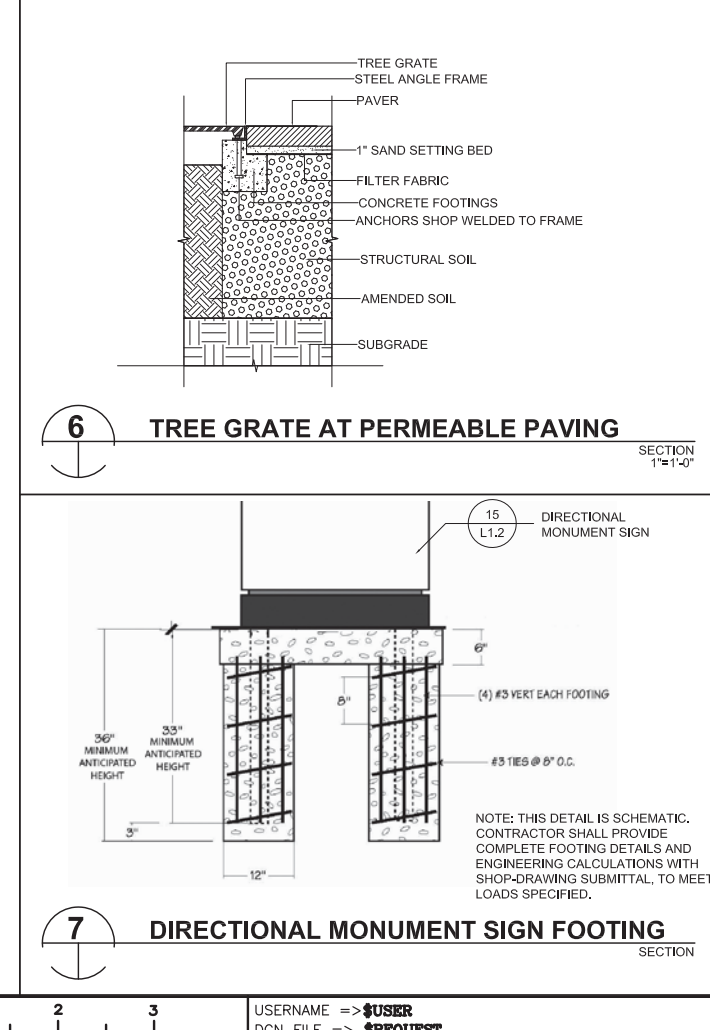 TREE GRATE
STEEL ANGLE FRAME
PAVER
1" SAND SETTING BED
FILTER FABRIC
CONCRETE FOOTINGS
ANCHORS SHOP WELDED TO FRAME
STRUCTURAL SOIL
AMENDED SOIL
SUBGRADE
6
TREE GRATE AT PERMEABLE PAVING
SECTION
1"=1'-0"
15
L1.2
DIRECTIONAL
MONUMENT SIGN
6"
8"
(4) #3 VERT EACH FOOTING
36"
MINIMUM
ANTICIPATED
HEIGHT
33"
MINIMUM
ANTICIPATED
HEIGHT
#3 TIES @ 8" O.C.
3"
12"
NOTE: THIS DETAIL IS SCHEMATIC.
CONTRACTOR SHALL PROVIDE
COMPLETE FOOTING DETAILS AND
ENGINEERING CALCULATIONS WITH
SHOP-DRAWING SUBMITTAL, TO MEET
LOADS SPECIFIED.
7
DIRECTIONAL MONUMENT SIGN FOOTING
SECTION
2 3
USERNAME =>$USER
DGN FILE => $REQUEST